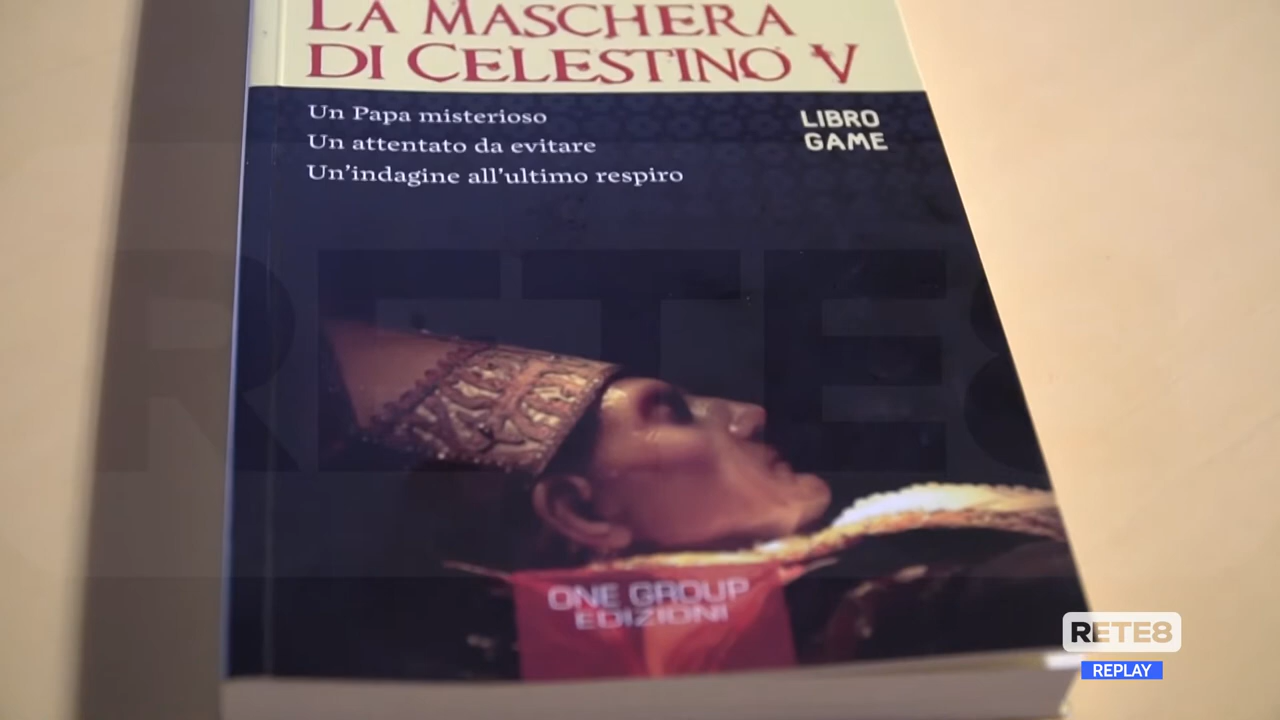 LA MASCHERA
DI CELESTINO V
Un Papa misterioso
Un attentato da evitare
Un'indagine all'ultimo respiro
LIBRO
GAME
RETE8
ONE GROUP
EDIZIONI
RETE8
REPLAY